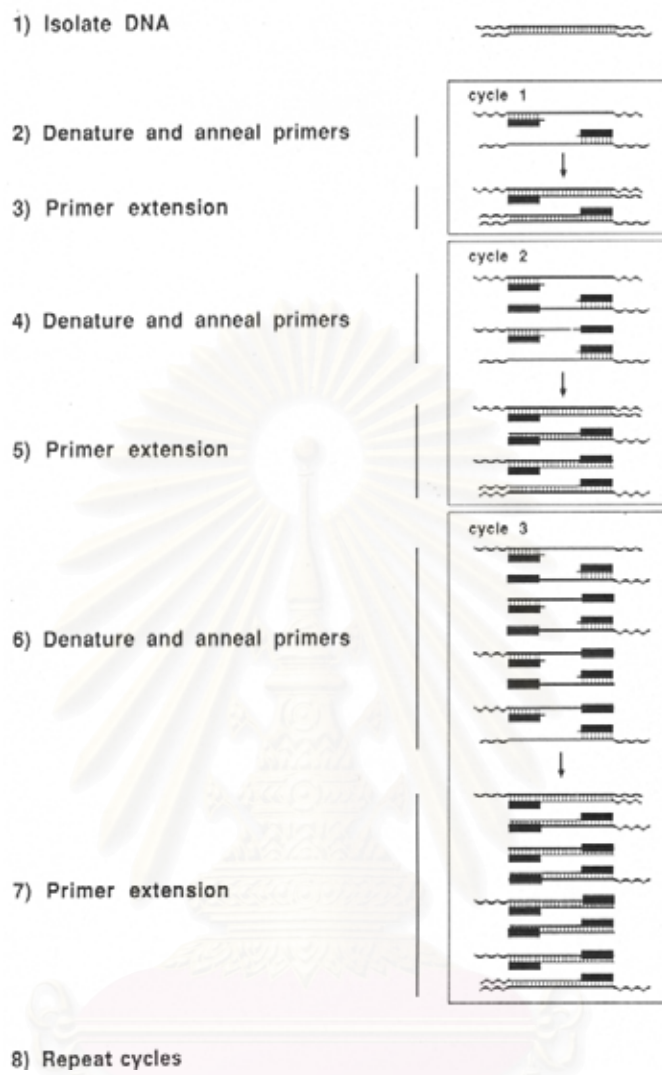 1) Isolate DNA
cycle 1
2) Denature and anneal primers
3) Primer extension
cycle 2
4) Denature and anneal primers
5) Primer extension
cycle 3
6) Denature and anneal primers
7) Primer extension
8) Repeat cycles